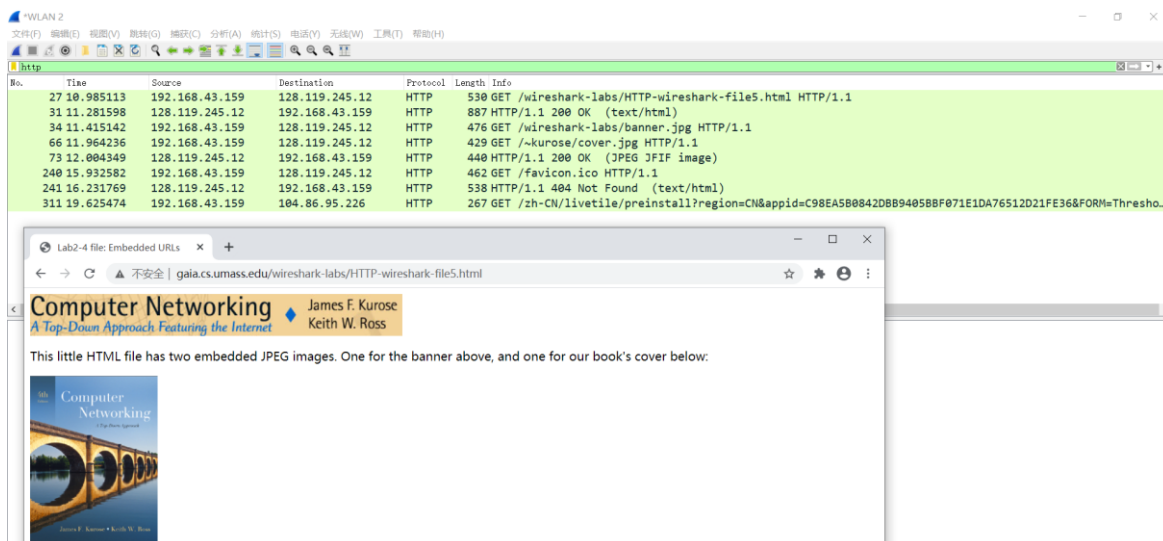 *WLAN 2
文件(F) 编辑(E) 视图(V) 跳转(G) 捕获(C) 分析(A) 统计(S) 电话(Y) 无线(W) 工具(T) 帮助(H)
http
No. Time Source Destination Protocol Length Info
27 10.985113 192.168.43.159 128.119.245.12 HTTP 530 GET /wireshark-labs/HTTP-wireshark-file5.html HTTP/1.1
31 11.281598 128.119.245.12 192.168.43.159 HTTP 887 HTTP/1.1 200 OK (text/html)
34 11.415142 192.168.43.159 128.119.245.12 HTTP 476 GET /wireshark-labs/banner.jpg HTTP/1.1
66 11.964236 192.168.43.159 128.119.245.12 HTTP 429 GET /~kurose/cover.jpg HTTP/1.1
73 12.004349 128.119.245.12 192.168.43.159 HTTP 440 HTTP/1.1 200 OK (JPEG JFIF image)
240 15.932582 192.168.43.159 128.119.245.12 HTTP 462 GET /favicon.ico HTTP/1.1
241 16.231769 128.119.245.12 192.168.43.159 HTTP 538 HTTP/1.1 404 Not Found (text/html)
311 19.625474 192.168.43.159 104.86.95.226 HTTP 267 GET /zh-CN/livetile/preinstall?region=CN&appid=C98EA5B0842DBB9405BBF071E1DA76512D21FE36&FORM=Thresho…
Lab2-4 file: Embedded URLs
不安全 | gaia.cs.umass.edu/wireshark-labs/HTTP-wireshark-file5.html
Computer Networking
A Top-Down Approach Featuring the Internet
James F. Kurose
Keith W. Ross
This little HTML file has two embedded JPEG images. One for the banner above, and one for our book's cover below:
5th
Computer
Networking
A Top-Down Approach
James F. Kurose • Keith W. Ross